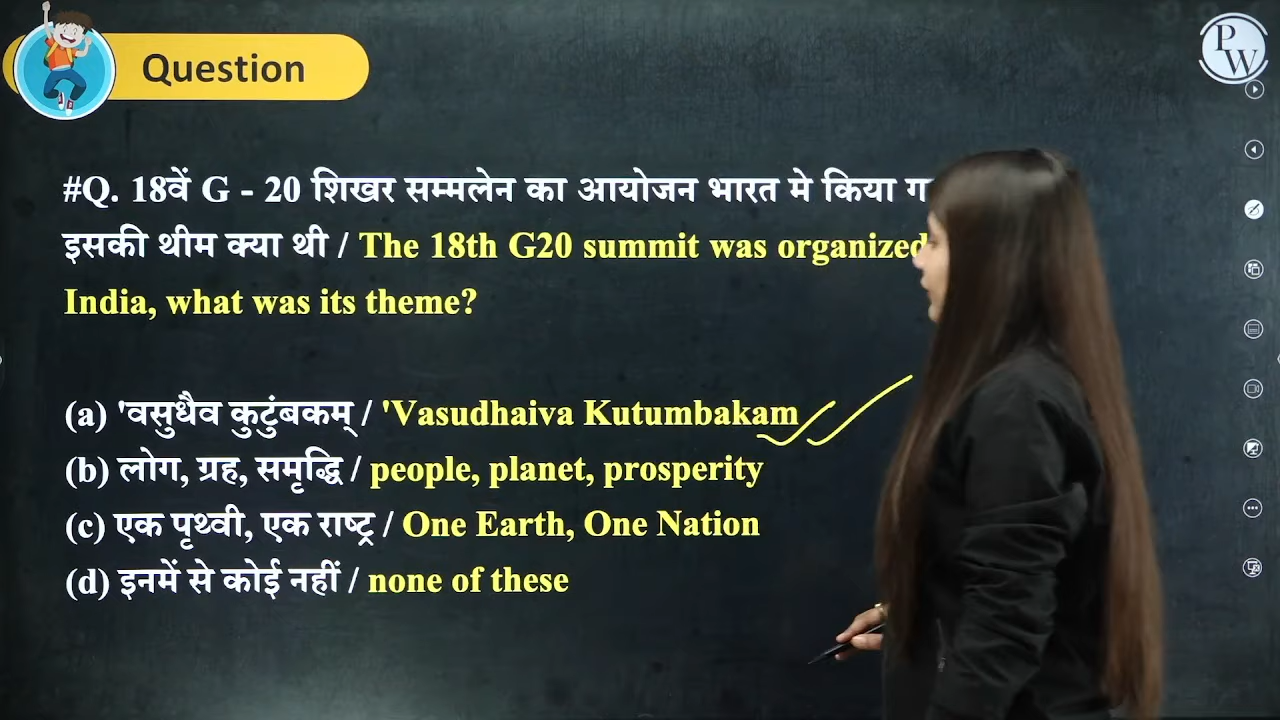 Question
PW
#Q. 18वें G - 20 शिखर सम्मलेन का आयोजन भारत मे किया
इसकी थीम क्या थी / The 18th G20 summit was organized
India, what was its theme?
(a) 'वसुधैव कुटुंबकम् / 'Vasudhaiva Kutumbakam
(b) लोग, ग्रह, समृद्धि / people, planet, prosperity
(c) एक पृथ्वी, एक राष्ट्र / One Earth, One Nation
(d) इनमें से कोई नहीं / none of these